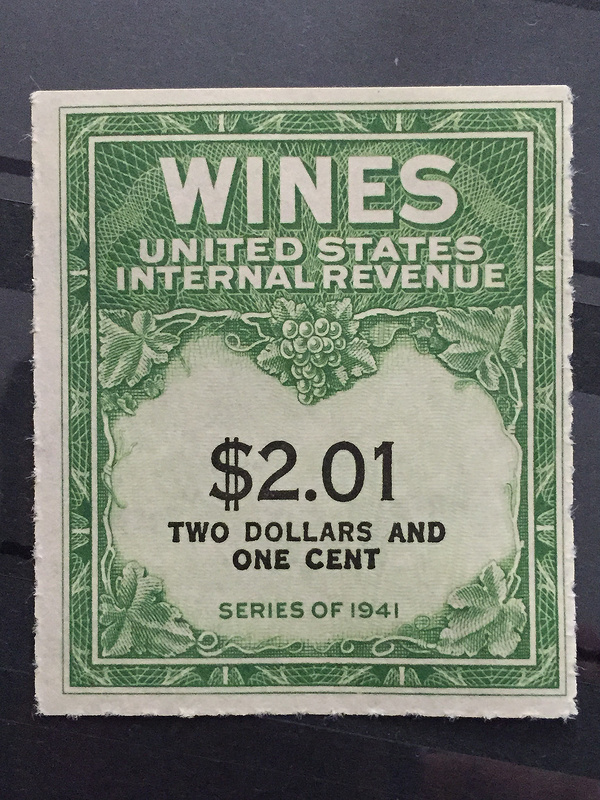 WINES
UNITED STATES
INTERNAL REVENUE
$2.01
TWO DOLLARS AND
ONE CENT
SERIES OF 1941